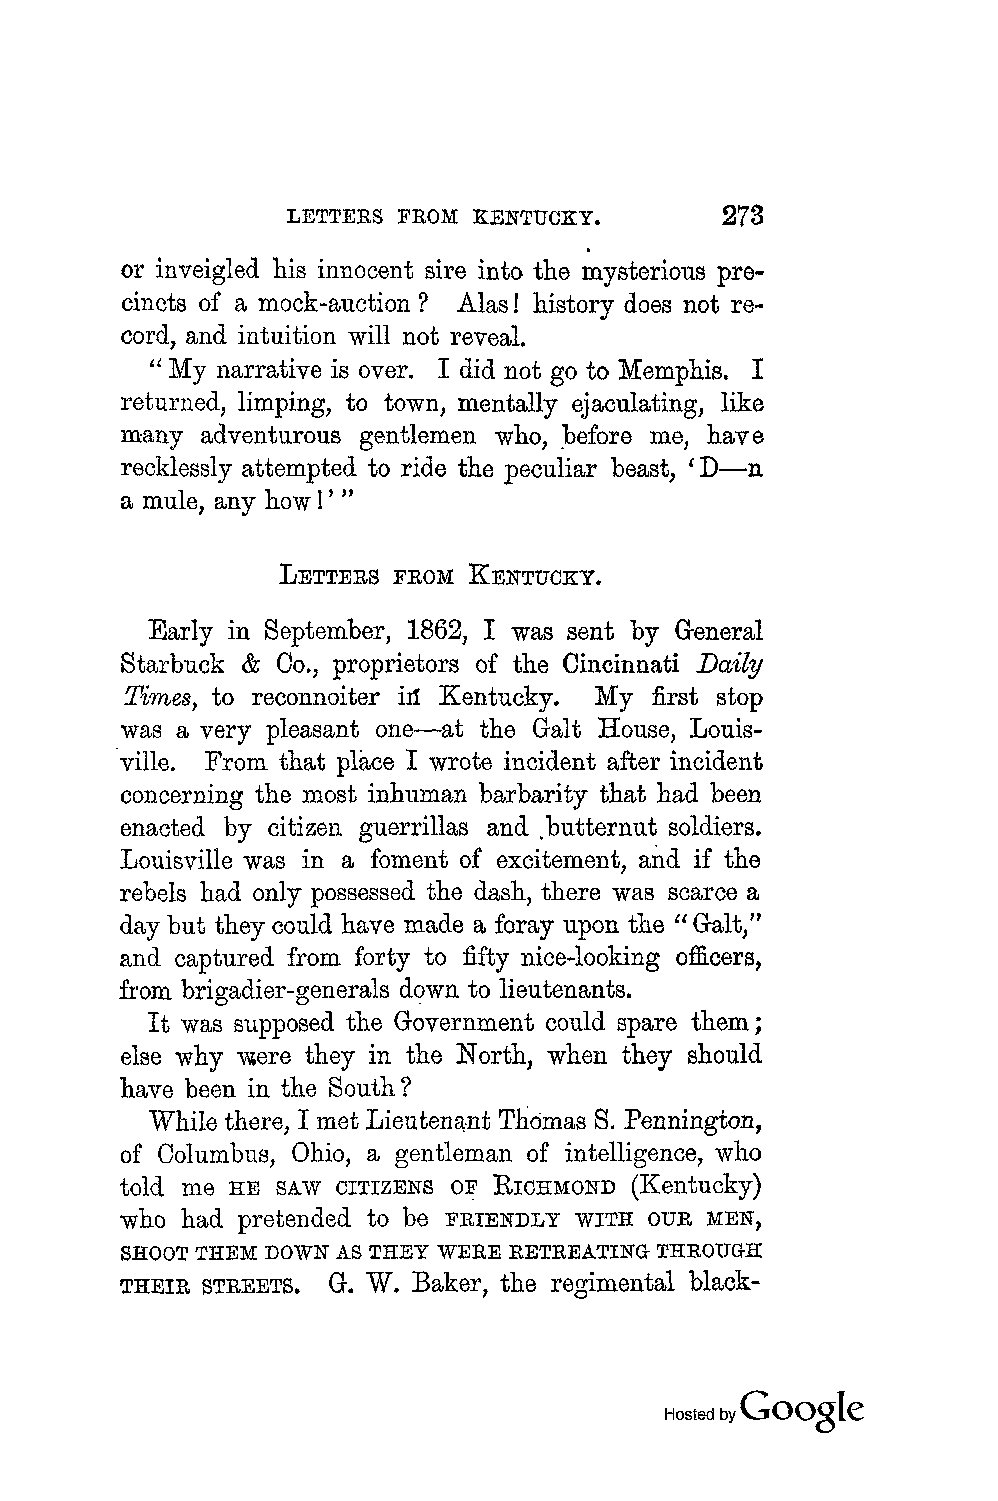 LETTERS FROM KENTUCKY. 273
or inveigled his innocent sire into the mysterious pre-
cincts of a mock-auction? Alas! history does not re-
cord, and intuition will not reveal.
“My narrative is over. I did not go to Memphis. I
returned, limping, to town, mentally ejaculating, like
many adventurous gentlemen who, before me, have
recklessly attempted to ride the peculiar beast, ‘D—n
a mule, any how!’”
LETTERS FROM KENTUCKY.
Early in September, 1862, I was sent by General
Starbuck & Co., proprietors of the Cincinnati Daily
Times, to reconnoiter in Kentucky. My first stop
was a very pleasant one—at the Galt House, Louis-
ville. From that place I wrote incident after incident
concerning the most inhuman barbarity that had been
enacted by citizen guerrillas and butternut soldiers.
Louisville was in a foment of excitement, and if the
rebels had only possessed the dash, there was scarce a
day but they could have made a foray upon the “Galt,”
and captured from forty to fifty nice-looking officers,
from brigadier-generals down to lieutenants.
It was supposed the Government could spare them;
else why were they in the North, when they should
have been in the South?
While there, I met Lieutenant Thomas S. Pennington,
of Columbus, Ohio, a gentleman of intelligence, who
told me HE SAW CITIZENS OF RICHMOND (Kentucky)
who had pretended to be FRIENDLY WITH OUR MEN,
SHOOT THEM DOWN AS THEY WERE RETREATING THROUGH
THEIR STREETS. G. W. Baker, the regimental black-
Hosted by Google